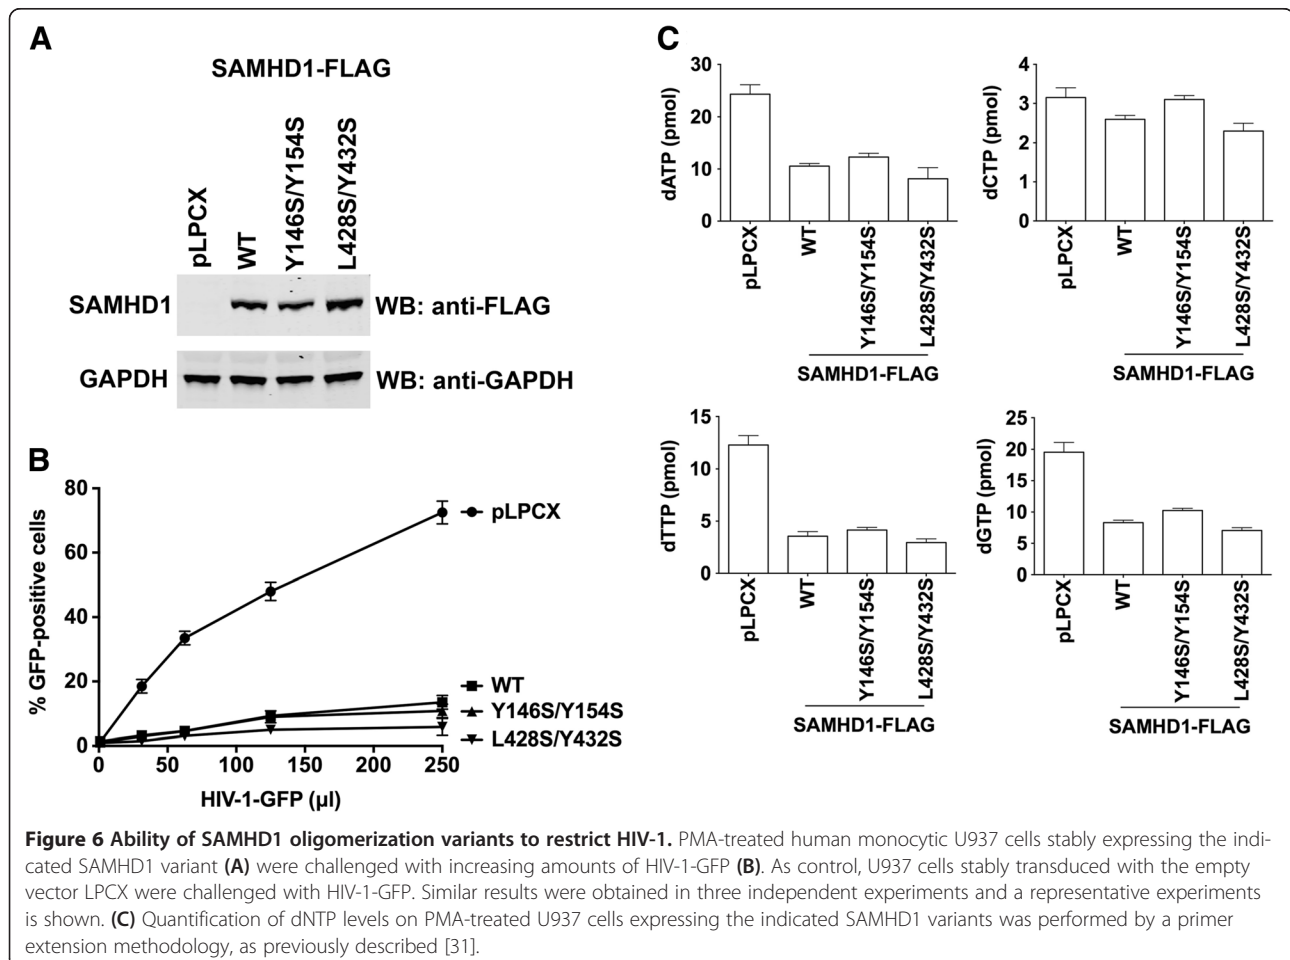 A
SAMHD1-FLAG
pLPCX
WT
Y146S/Y154S
L428S/Y432S
SAMHD1
WB: anti-FLAG
GAPDH
WB: anti-GAPDH
B
80
60
40
20
0
% GFP-positive cells
0
50
100
150
200
250
HIV-1-GFP (µl)
pLPCX
WT
Y146S/Y154S
L428S/Y432S
C
30
20
10
0
dATP (pmol)
pLPCX
WT
Y146S/Y154S
L428S/Y432S
SAMHD1-FLAG
4
3
2
1
0
dCTP (pmol)
pLPCX
WT
Y146S/Y154S
L428S/Y432S
SAMHD1-FLAG
15
10
5
0
dTTP (pmol)
pLPCX
WT
Y146S/Y154S
L428S/Y432S
SAMHD1-FLAG
25
20
15
10
5
0
dGTP (pmol)
pLPCX
WT
Y146S/Y154S
L428S/Y432S
SAMHD1-FLAG
Figure 6 Ability of SAMHD1 oligomerization variants to restrict HIV-1. PMA-treated human monocytic U937 cells stably expressing the indi-
cated SAMHD1 variant (A) were challenged with increasing amounts of HIV-1-GFP (B). As control, U937 cells stably transduced with the empty
vector LPCX were challenged with HIV-1-GFP. Similar results were obtained in three independent experiments and a representative experiments
is shown. (C) Quantification of dNTP levels on PMA-treated U937 cells expressing the indicated SAMHD1 variants was performed by a primer
extension methodology, as previously described [31].